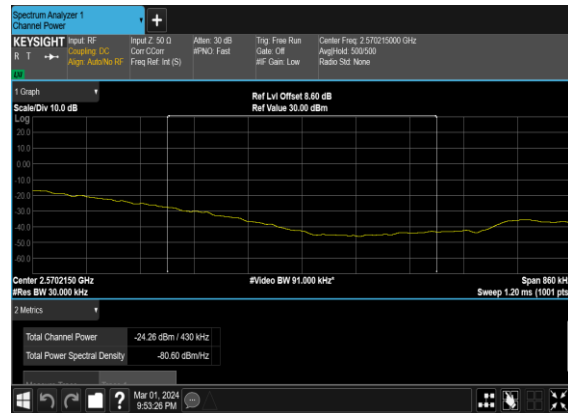 Spectrum Analyzer 1
Channel Power
+
KEYSIGHT
R T
LU
Input: RF
Coupling: DC
Align: Auto/No RF
Input Z: 50 Ω
Corr CCorr
Freq Ref: Int (S)
Atten: 30 dB
#PNO: Fast
Trig: Free Run
Gate: Off
#IF Gain: Low
Center Freq: 2.570215000 GHz
Avg|Hold: 500/500
Radio Std: None
1 Graph
Scale/Div 10.0 dB
Ref Lvl Offset 8.60 dB
Ref Value 30.00 dBm
Log
20.0
10.0
0.00
-10.0
-20.0
-30.0
-40.0
-50.0
-60.0
Center 2.5702150 GHz
#Res BW 30.000 kHz
#Video BW 91.000 kHz*
Span 860 kH
Sweep 1.20 ms (1001 pts
2 Metrics
Total Channel Power -24.26 dBm / 430 kHz
Total Power Spectral Density -80.60 dBm/Hz
?
Mar 01, 2024
9:53:26 PM